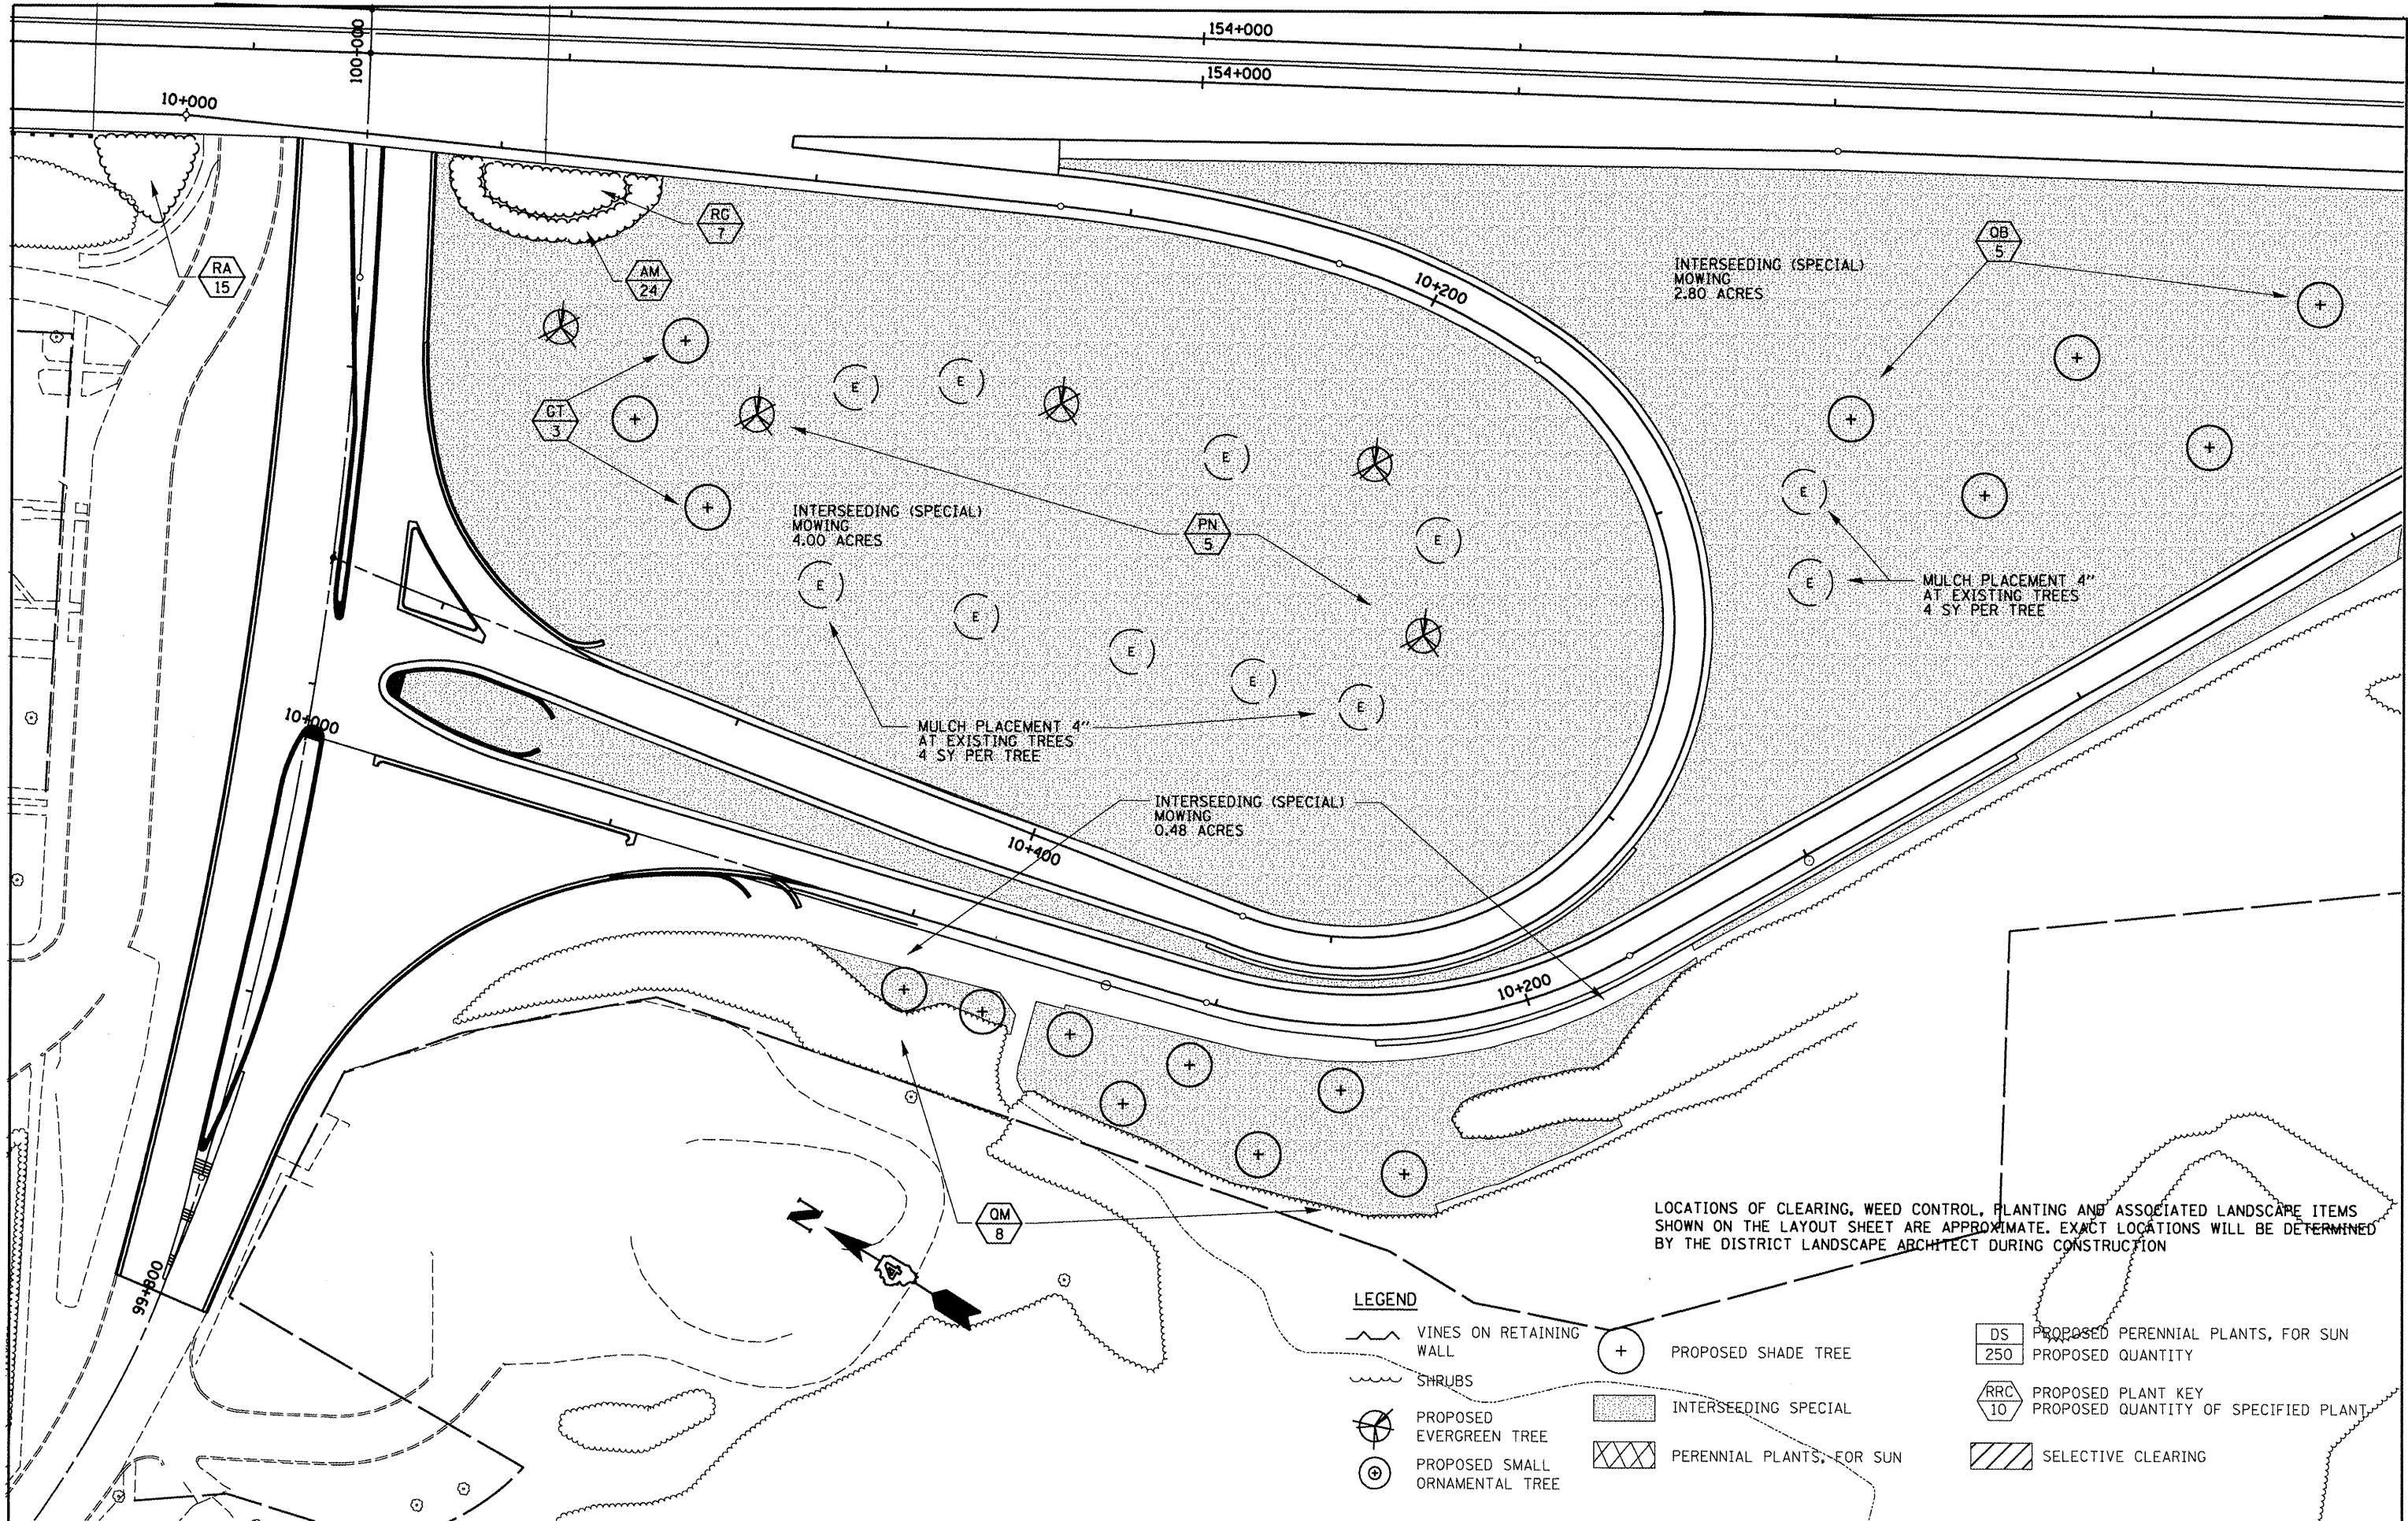 154+000
100+000
154+000
10+000
RG
7
QB
5
RA
15
AM
24
INTERSEEDING (SPECIAL)
MOWING
2.80 ACRES
10+200
E
E
GT
3
E
E
INTERSEEDING (SPECIAL)
MOWING
4.00 ACRES
PN
5
E
E
E
MULCH PLACEMENT 4"
AT EXISTING TREES
4 SY PER TREE
E
E
E
E
10+000
MULCH PLACEMENT 4"
AT EXISTING TREES
4 SY PER TREE
INTERSEEDING (SPECIAL)
MOWING
0.48 ACRES
10+400
10+200
QM
8
N
4
LOCATIONS OF CLEARING, WEED CONTROL, PLANTING AND ASSOCIATED LANDSCAPE ITEMS
SHOWN ON THE LAYOUT SHEET ARE APPROXIMATE. EXACT LOCATIONS WILL BE DETERMINED
BY THE DISTRICT LANDSCAPE ARCHITECT DURING CONSTRUCTION
99+800
LEGEND
VINES ON RETAINING
WALL
SHRUBS
PROPOSED
EVERGREEN TREE
PROPOSED SMALL
ORNAMENTAL TREE
PROPOSED SHADE TREE
INTERSEEDING SPECIAL
PERENNIAL PLANTS, FOR SUN
DS PROPOSED PERENNIAL PLANTS, FOR SUN
250 PROPOSED QUANTITY
RRC PROPOSED PLANT KEY
10 PROPOSED QUANTITY OF SPECIFIED PLANT
SELECTIVE CLEARING